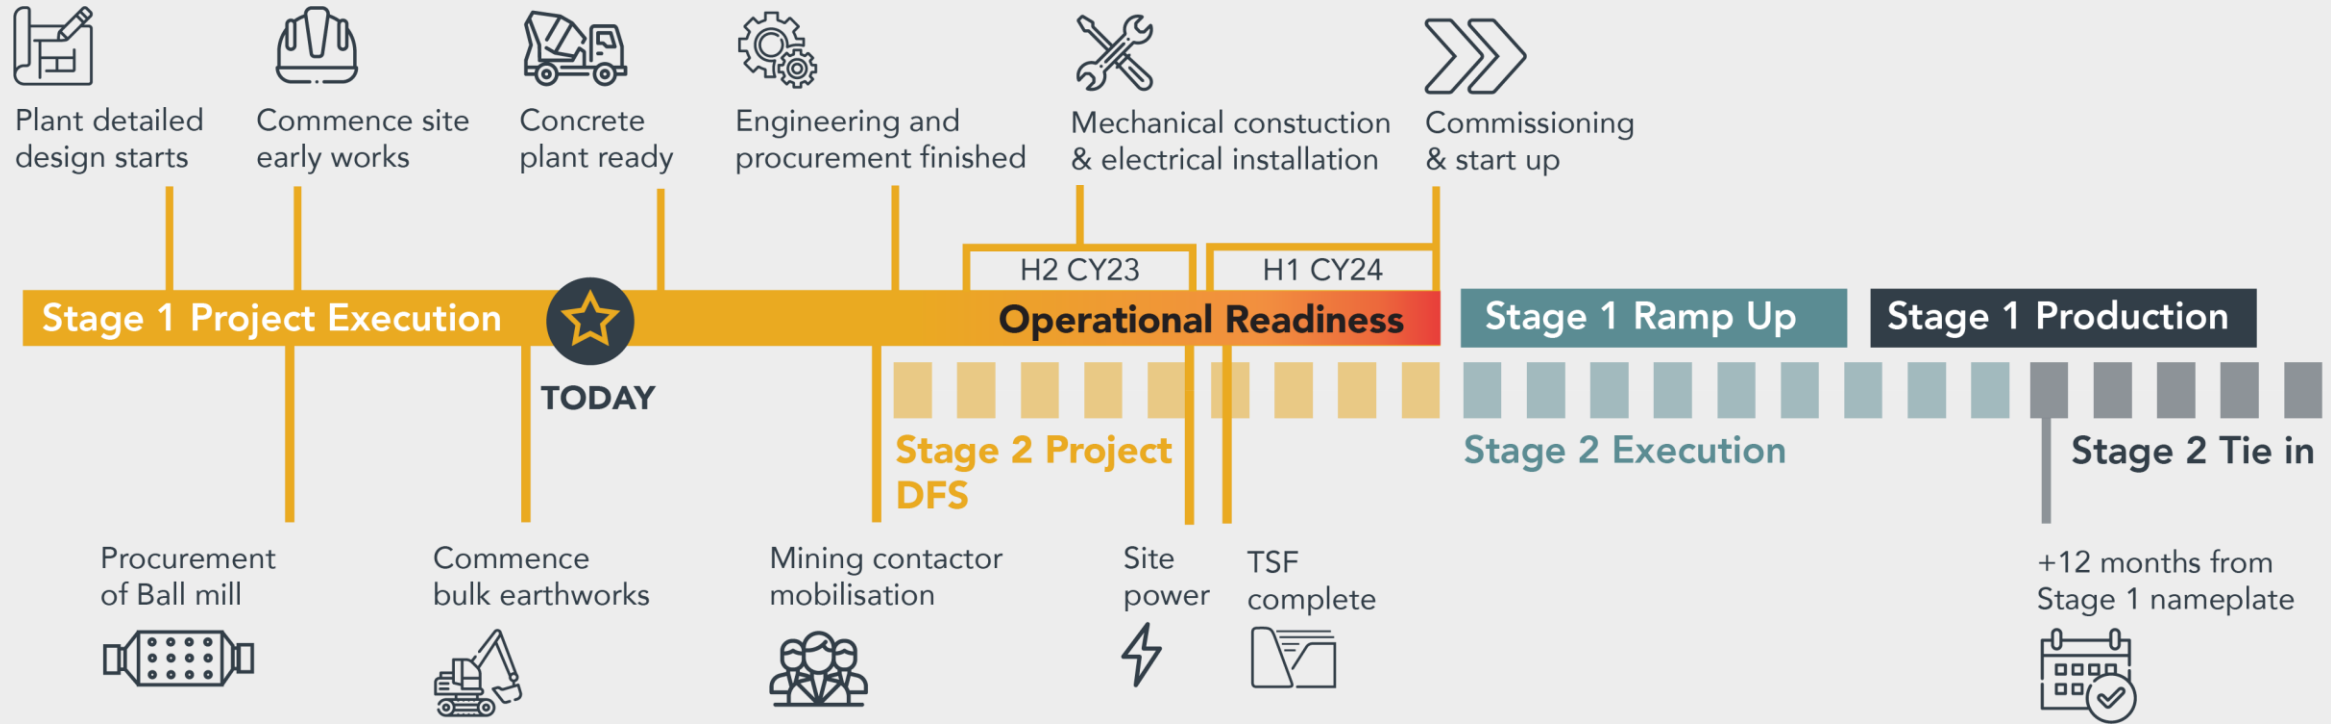 Plant detailed
design starts
Commence site
early works
Concrete
plant ready
Engineering and
procurement finished
Mechanical constuction
& electrical installation
Commissioning
& start up
H2 CY23
H1 CY24
Stage 1 Project Execution
Operational Readiness
Stage 1 Ramp Up
Stage 1 Production
TODAY
Stage 2 Project
DFS
Stage 2 Execution
Stage 2 Tie in
Procurement
of Ball mill
Commence
bulk earthworks
Mining contactor
mobilisation
Site
power
TSF
complete
+12 months from
Stage 1 nameplate